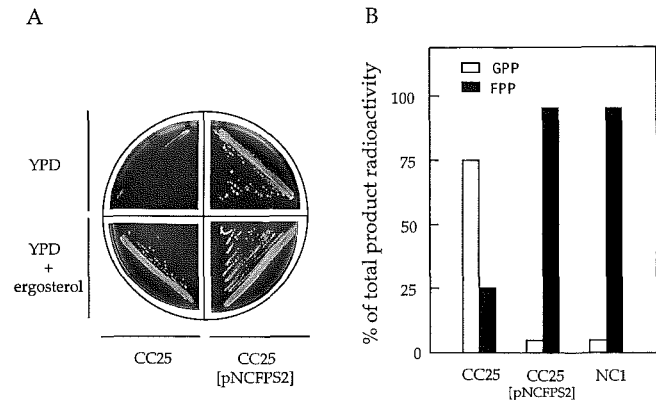 A
YPD
YPD
+
ergosterol
CC25
CC25
[pNCFPS2]
B
% of total product radioactivity
GPP
FPP
100
75
50
25
0
CC25
CC25
[pNCFPS2]
NC1